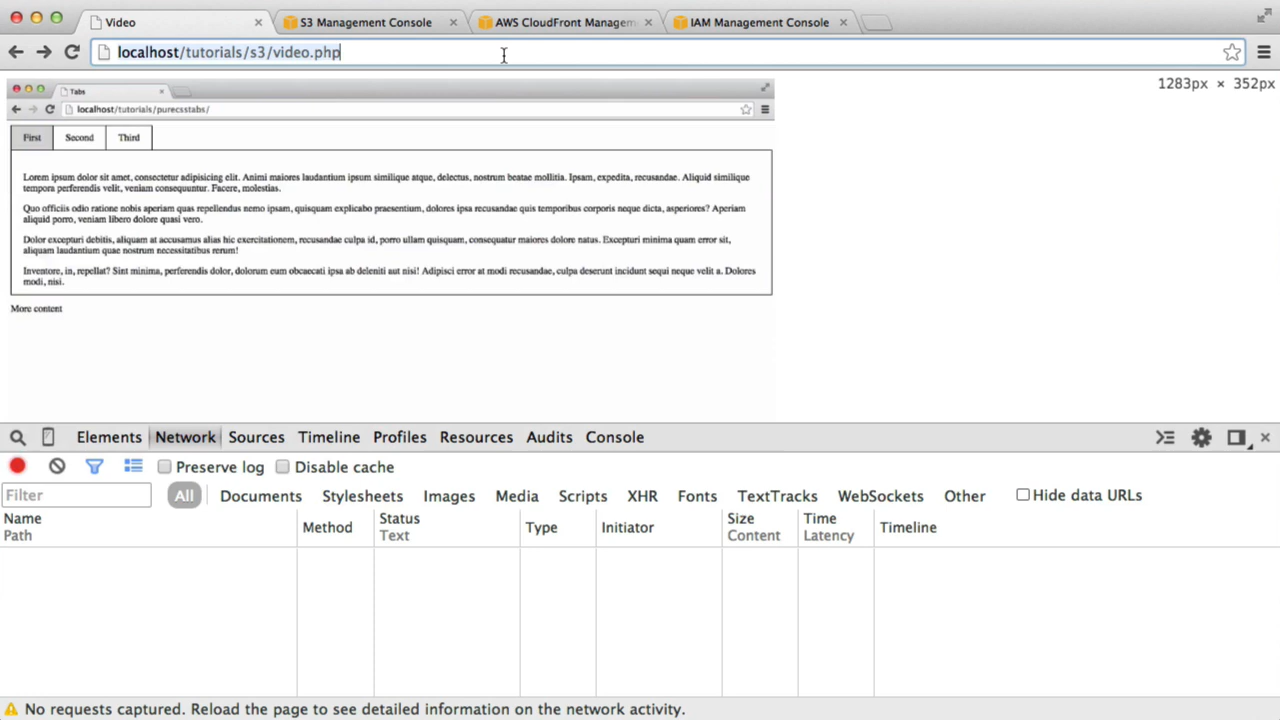 Video
S3 Management Console
AWS CloudFront Managem
IAM Management Console
localhost/tutorials/s3/video.php
1283px × 352px
Tabs
localhost/tutorials/purecsstabs/
First Second Third
Lorem ipsum dolor sit amet, consectetur adipisicing elit. Animi maiores laudantium ipsum similique atque, delectus, nostrum beatae mollitia. Ipsam, expedita, recusandae. Aliquid similique
tempora perferendis velit, veniam consequuntur. Facere, molestias.
Quo officiis odio ratione nobis aperiam quas repellendus nemo ipsam, quisquam explicabo praesentium, dolores ipsa recusandae quis temporibus corporis neque dicta, asperiores? Aperiam
aliquid porro, veniam libero dolore quasi vero.
Dolor excepturi debitis, aliquam at accusamus alias hic exercitationem, recusandae culpa id, porro ullam quisquam, consequatur maiores dolore natus. Excepturi minima quam error sit,
aliquam laudantium quae nostrum necessitatibus rerum!
Inventore, in, repellat? Sint minima, perferendis dolor, dolorum eum obcaecati ipsa ab deleniti aut nisi! Adipisci error at modi recusandae, culpa deserunt incidunt sequi neque velit a. Dolores
modi, nisi.
More content
Elements Network Sources Timeline Profiles Resources Audits Console
Preserve log Disable cache
Filter All Documents Stylesheets Images Media Scripts XHR Fonts TextTracks WebSockets Other Hide data URLs
Name Method Status Type Initiator Size Time Timeline
Path Text Content Latency
No requests captured. Reload the page to see detailed information on the network activity.